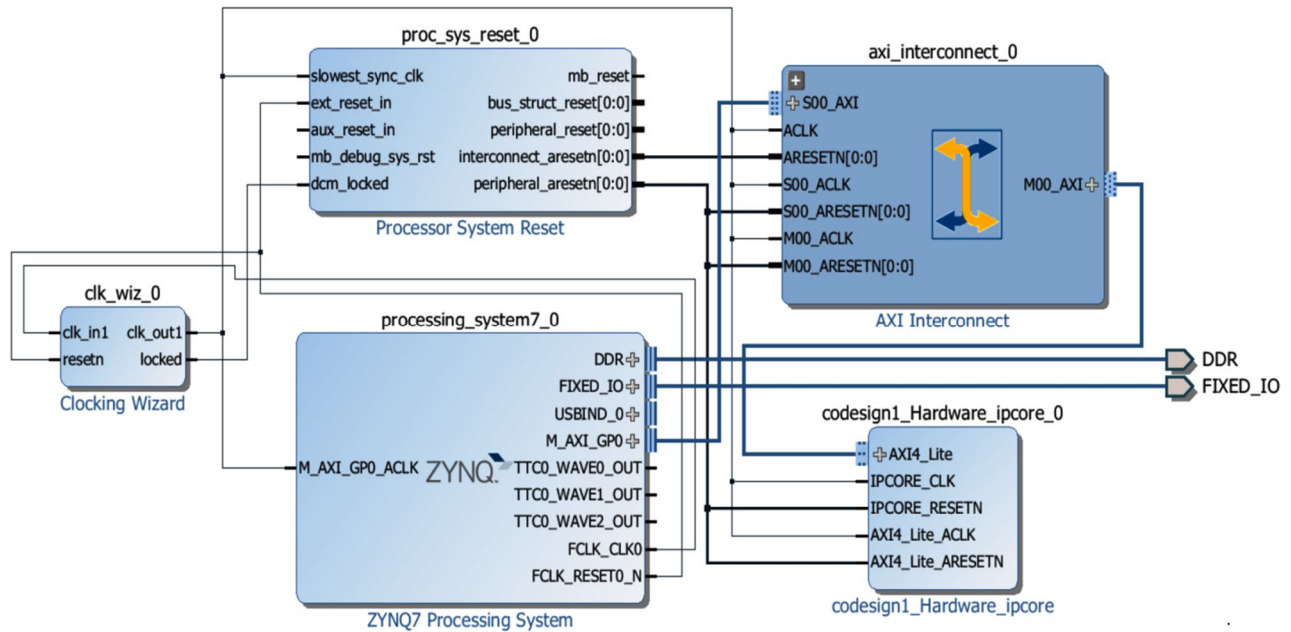 proc_sys_reset_0
slowest_sync_clk
ext_reset_in
aux_reset_in
mb_debug_sys_rst
dcm_locked
mb_reset
bus_struct_reset[0:0]
peripheral_reset[0:0]
interconnect_aresetn[0:0]
peripheral_aresetn[0:0]
Processor System Reset
axi_interconnect_0
S00_AXI
ACLK
ARESETN[0:0]
S00_ACLK
S00_ARESETN[0:0]
M00_ACLK
M00_ARESETN[0:0]
M00_AXI
AXI Interconnect
clk_wiz_0
clk_in1
resetn
clk_out1
locked
Clocking Wizard
processing_system7_0
M_AXI_GP0_ACLK
ZYNQ
DDR
FIXED_IO
USBIND_0
M_AXI_GP0
TTC0_WAVE0_OUT
TTC0_WAVE1_OUT
TTC0_WAVE2_OUT
FCLK_CLK0
FCLK_RESET0_N
ZYNQ7 Processing System
DDR
FIXED_IO
codesign1_Hardware_ipcore_0
AXI4_Lite
IPCORE_CLK
IPCORE_RESETN
AXI4_Lite_ACLK
AXI4_Lite_ARESETN
codesign1_Hardware_ipcore